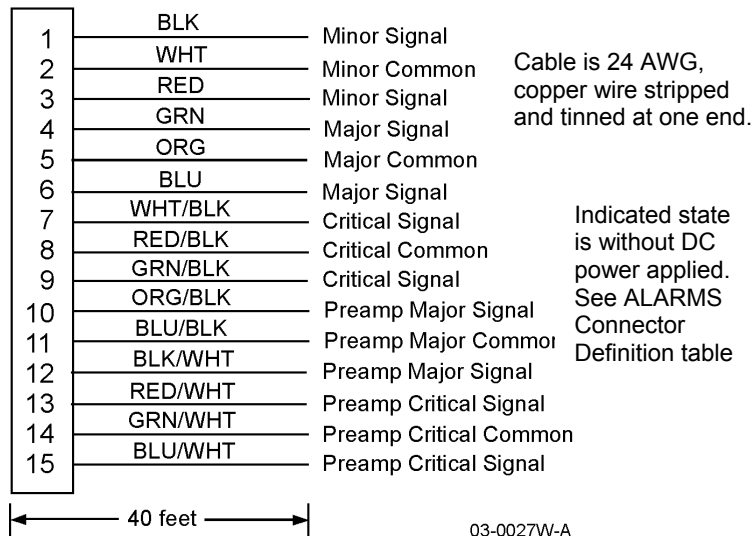 1 BLK Minor Signal
2 WHT Minor Common
3 RED Minor Signal
4 GRN Major Signal
5 ORG Major Common
6 BLU Major Signal
7 WHT/BLK Critical Signal
8 RED/BLK Critical Common
9 GRN/BLK Critical Signal
10 ORG/BLK Preamp Major Signal
11 BLU/BLK Preamp Major Common
12 BLK/WHT Preamp Major Signal
13 RED/WHT Preamp Critical Signal
14 GRN/WHT Preamp Critical Common
15 BLU/WHT Preamp Critical Signal
Cable is 24 AWG,
copper wire stripped
and tinned at one end.
Indicated state
is without DC
power applied.
See ALARMS
Connector
Definition table
40 feet
03-0027W-A